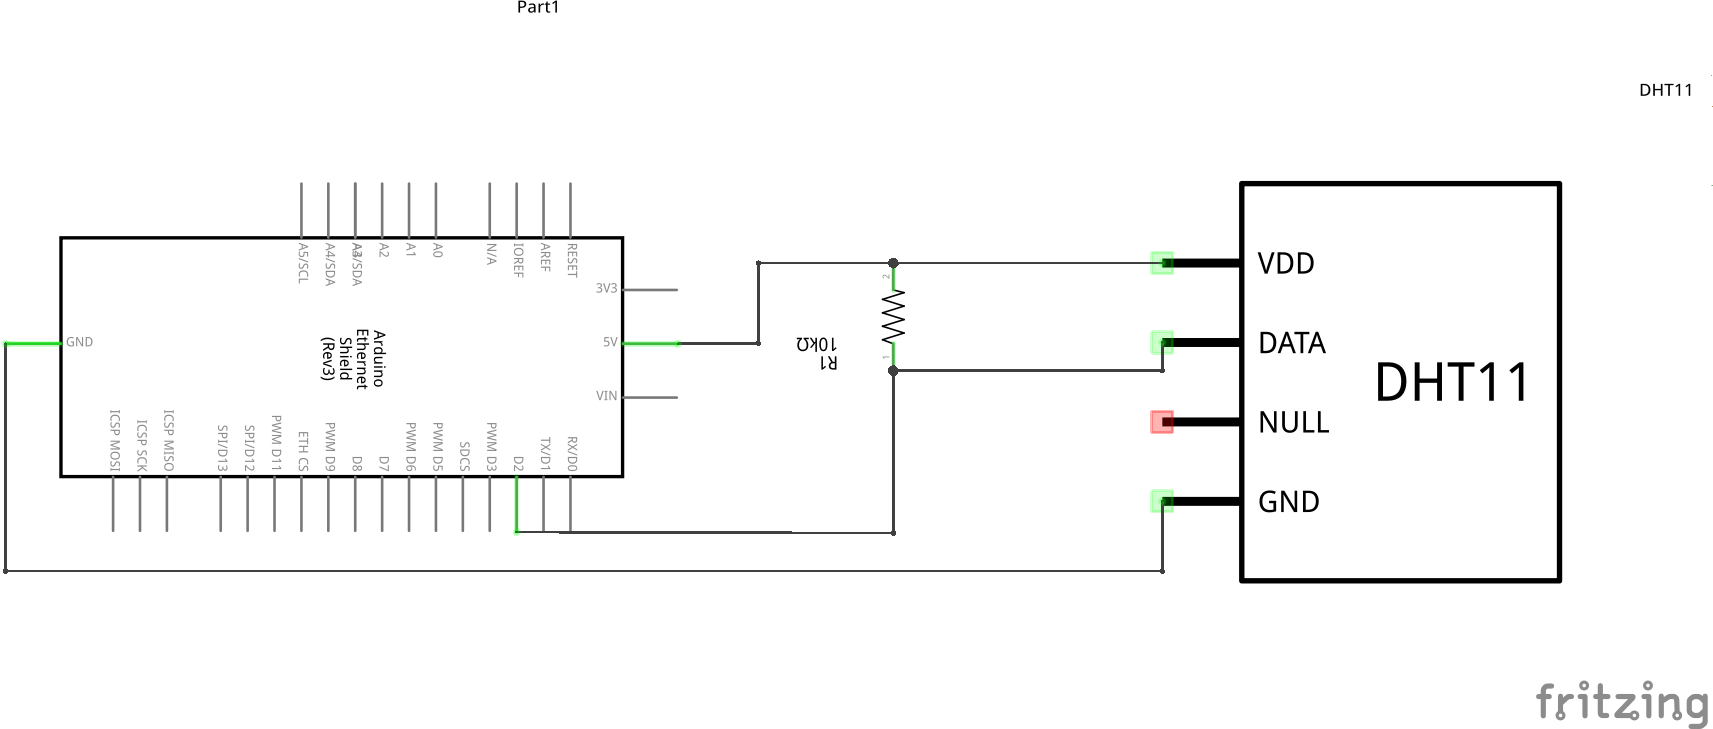 Part1
DHT11
A5/SCL
A4/SDA
A2
A1
A0
N/A
IOREF
AREF
RESET
3V3
GND
5V
VIN
Arduino
Ethernet
Shield
(Rev3)
R1
10kΩ
2
1
ICSP MOSI
ICSP SCK
ICSP MISO
SPI/D13
SPI/D12
PWM D11
ETH CS
PWM D9
D8
D7
PWM D6
PWM D5
SDCS
PWM D3
D2
TX/D1
RX/D0
VDD
DATA
NULL
GND
DHT11
fritzing